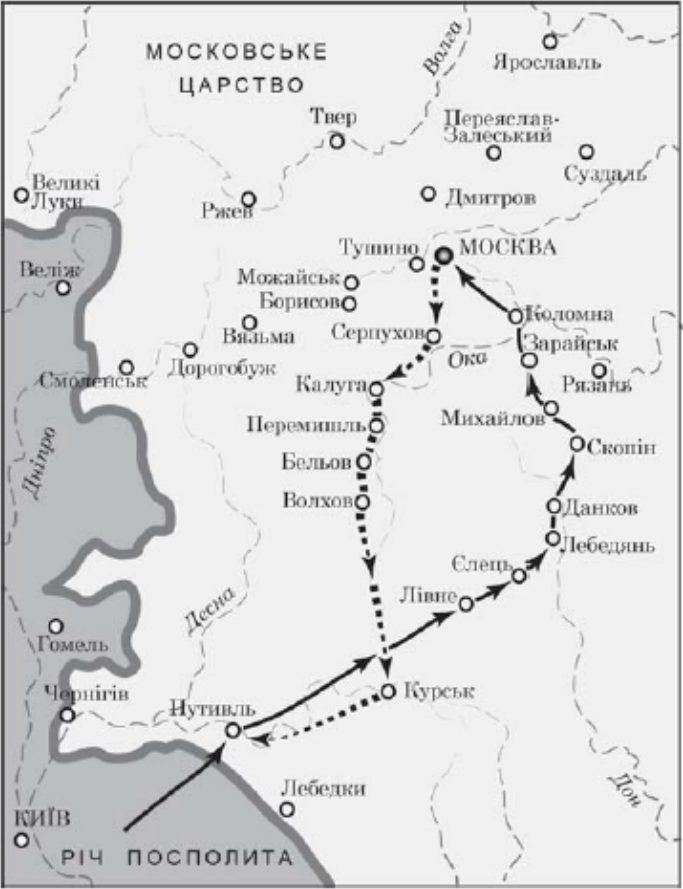 МОСКОВСЬКЕ
ЦАРСТВО
Волга
Ярославль
Твер
Переяслав-
Залеський
Суздаль
Великі
Луки
Ржев
Дмитров
Тушино
МОСКВА
Веліж
Можайськ
Борисов
Вязьма
Серпухов
Коломна
Ока
Зарайськ
Смоленськ
Дорогобуж
Калуга
Рязань
Перемишль
Михайлов
Скопін
Дніпро
Бельов
Волхов
Данков
Лебедянь
Єлець
Лівне
Десна
Гомель
Чернігів
Нутивль
Курськ
Лебедки
Дон
КИЇВ
РІЧ ПОСПОЛИТА